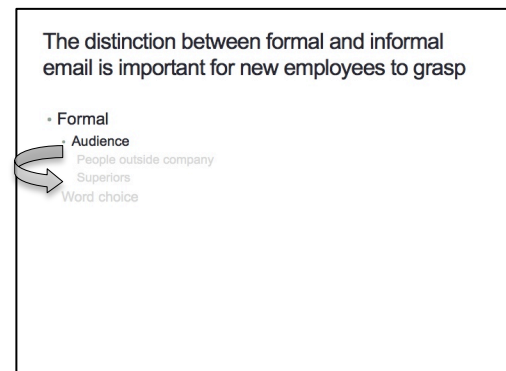 The distinction between formal and informal
email is important for new employees to grasp
• Formal
• Audience
People outside company
Superiors
Word choice